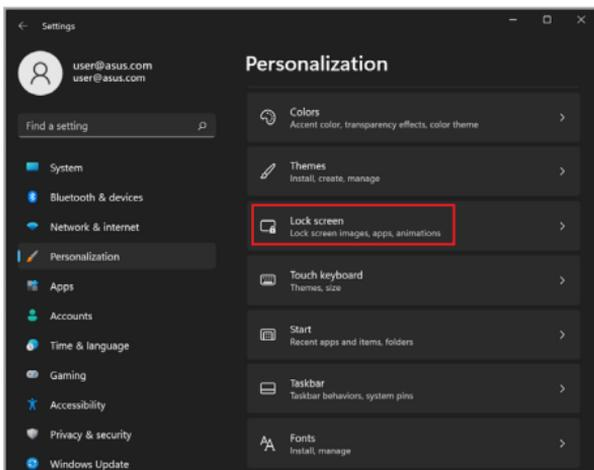 Settings
user@asus.com
user@asus.com
Find a setting
System
Bluetooth & devices
Network & internet
Personalization
Apps
Accounts
Time & language
Gaming
Accessibility
Privacy & security
Windows Update
Personalization
Colors
Accent color, transparency effects, color theme
Themes
Install, create, manage
Lock screen
Lock screen images, apps, animations
Touch keyboard
Themes, size
Start
Recent apps and items, folders
Taskbar
Taskbar behaviors, system pins
Fonts
Install, manage